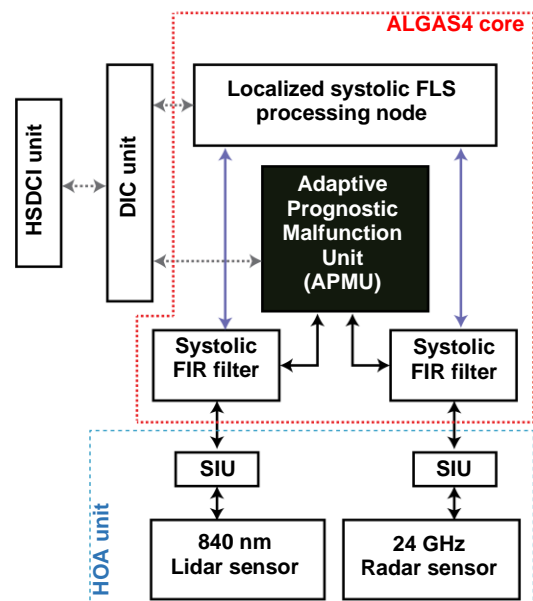 ALGAS4 core
Localized systolic FLS
processing node
HSDCI unit
DIC unit
Adaptive
Prognostic
Malfunction
Unit
(APMU)
Systolic
FIR filter
Systolic
FIR filter
HOA unit
SIU
SIU
840 nm
Lidar sensor
24 GHz
Radar sensor